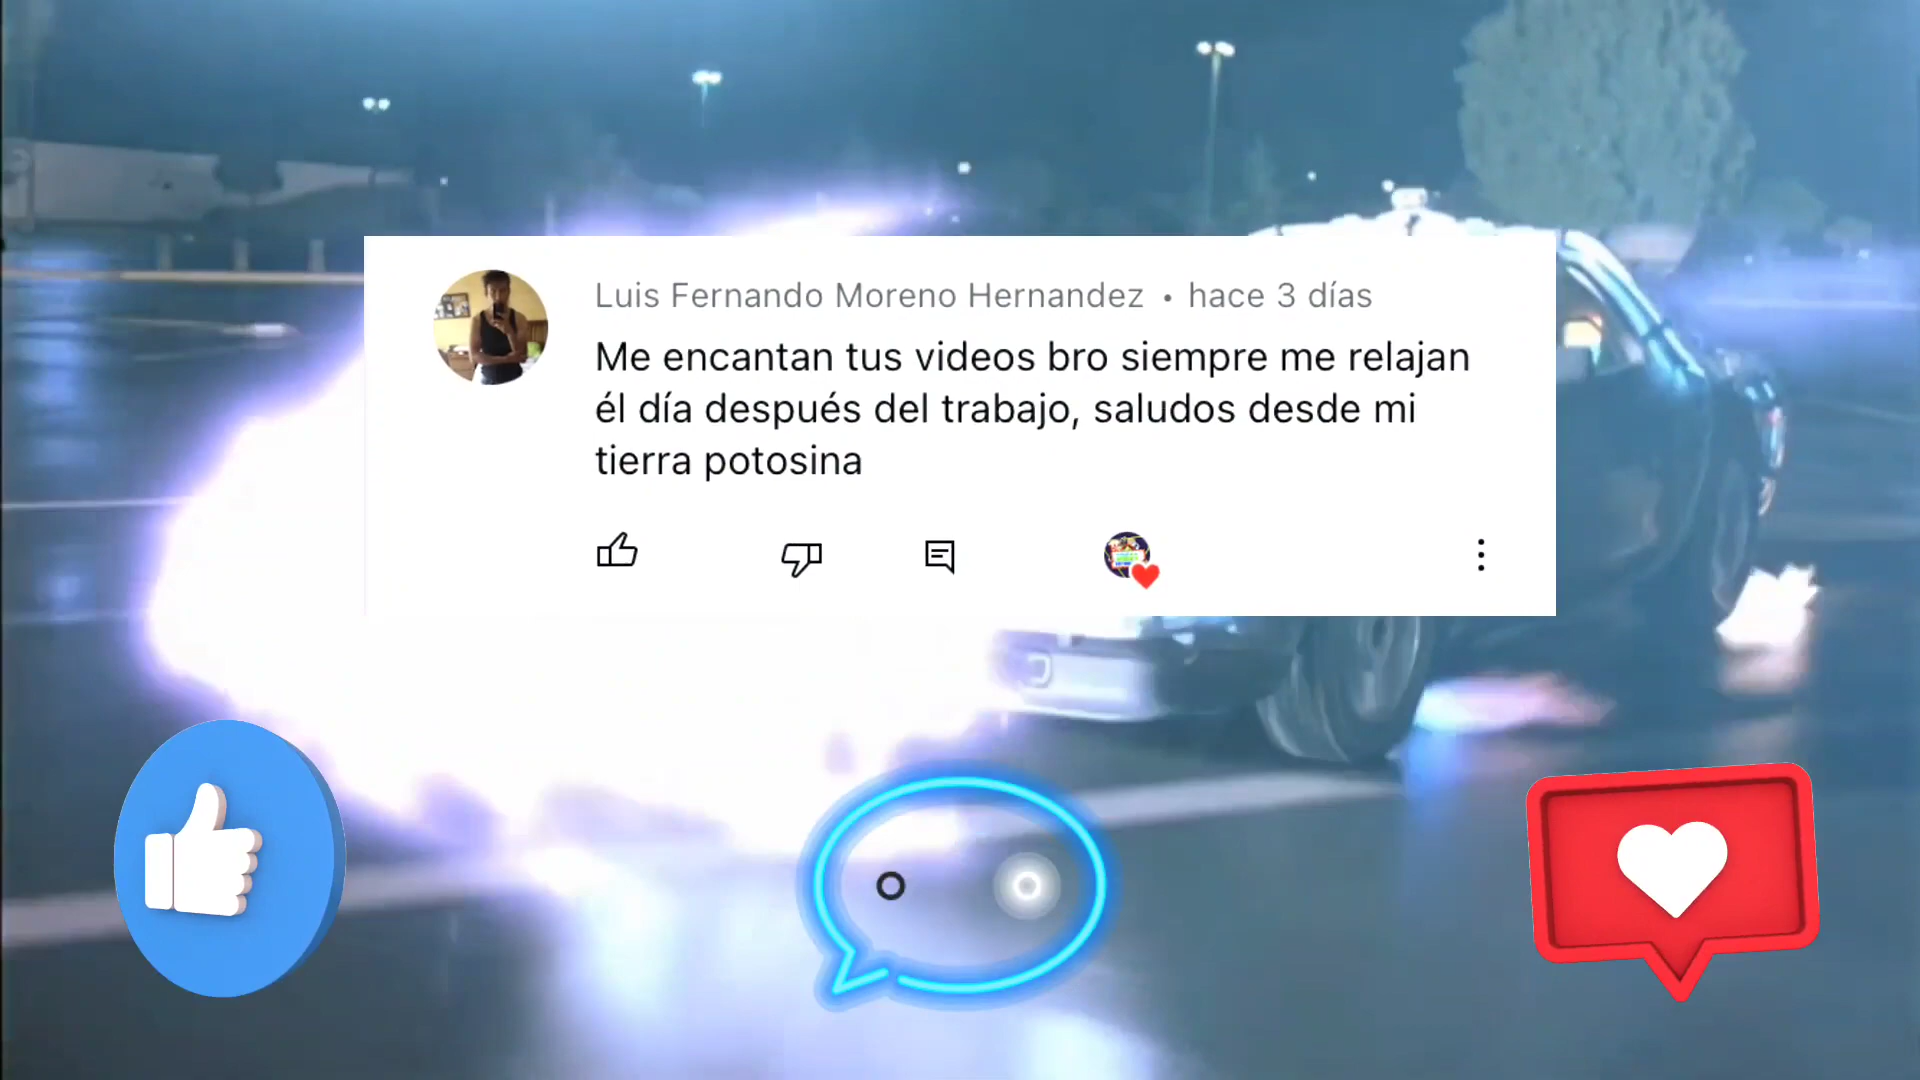 Luis Fernando Moreno Hernandez • hace 3 días
Me encantan tus videos bro siempre me relajan
él día después del trabajo, saludos desde mi
tierra potosina